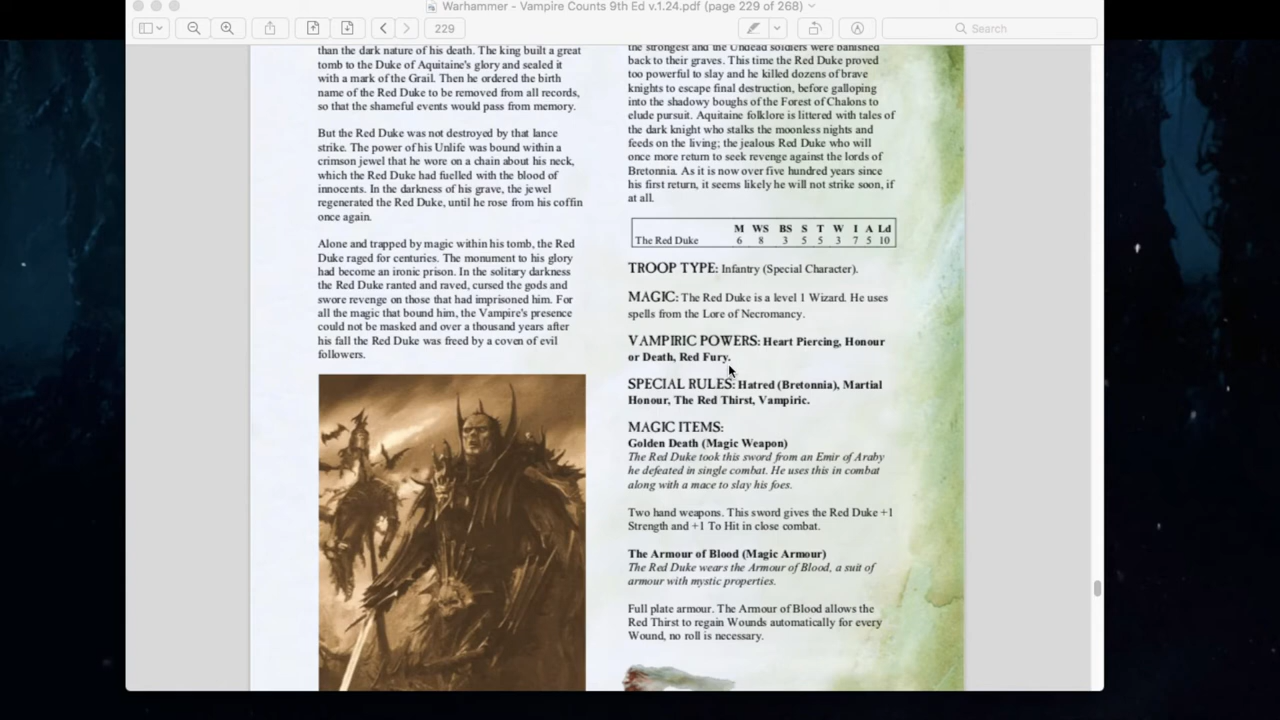 Warhammer - Vampire Counts 9th Ed v.1.24.pdf (page 229 of 268)
229
Search
than the dark nature of his death. The king built a great
tomb to the Duke of Aquitaine's glory and sealed it
with a mark of the Grail. Then he ordered the birth
name of the Red Duke to be removed from all records,
so that the shameful events would pass from memory.
But the Red Duke was not destroyed by that lance
strike. The power of his Unlife was bound within a
crimson jewel that he wore on a chain about his neck,
which the Red Duke had fuelled with the blood of
innocents. In the darkness of his grave, the jewel
regenerated the Red Duke, until he rose from his coffin
once again.
Alone and trapped by magic within his tomb, the Red
Duke raged for centuries. The monument to his glory
had become an ironic prison. In the solitary darkness
the Red Duke ranted and raved, cursed the gods and
swore revenge on those that had imprisoned him. For
all the magic that bound him, the Vampire's presence
could not be masked and over a thousand years after
his fall the Red Duke was freed by a coven of evil
followers.
the strongest and the Undead soldiers were banished
back to their graves. This time the Red Duke proved
too powerful to slay and he killed dozens of brave
knights to escape final destruction, before galloping
into the shadowy boughs of the Forest of Chalons to
elude pursuit. Aquitaine folklore is littered with tales of
the dark knight who stalks the moonless nights and
feeds on the living; the jealous Red Duke who will
once more return to seek revenge against the lords of
Bretonnia. As it is now over five hundred years since
his first return, it seems likely he will not strike soon, if
at all.
M WS BS S T W I A Ld
The Red Duke 6 8 3 5 5 3 7 5 10
TROOP TYPE: Infantry (Special Character).
MAGIC: The Red Duke is a level 1 Wizard. He uses
spells from the Lore of Necromancy.
VAMPIRIC POWERS: Heart Piercing, Honour
or Death, Red Fury.
SPECIAL RULES: Hatred (Bretonnia), Martial
Honour, The Red Thirst, Vampiric.
MAGIC ITEMS:
Golden Death (Magic Weapon)
The Red Duke took this sword from an Emir of Araby
he defeated in single combat. He uses this in combat
along with a mace to slay his foes.
Two hand weapons. This sword gives the Red Duke +1
Strength and +1 To Hit in close combat.
The Armour of Blood (Magic Armour)
The Red Duke wears the Armour of Blood, a suit of
armour with mystic properties.
Full plate armour. The Armour of Blood allows the
Red Thirst to regain Wounds automatically for every
Wound, no roll is necessary.